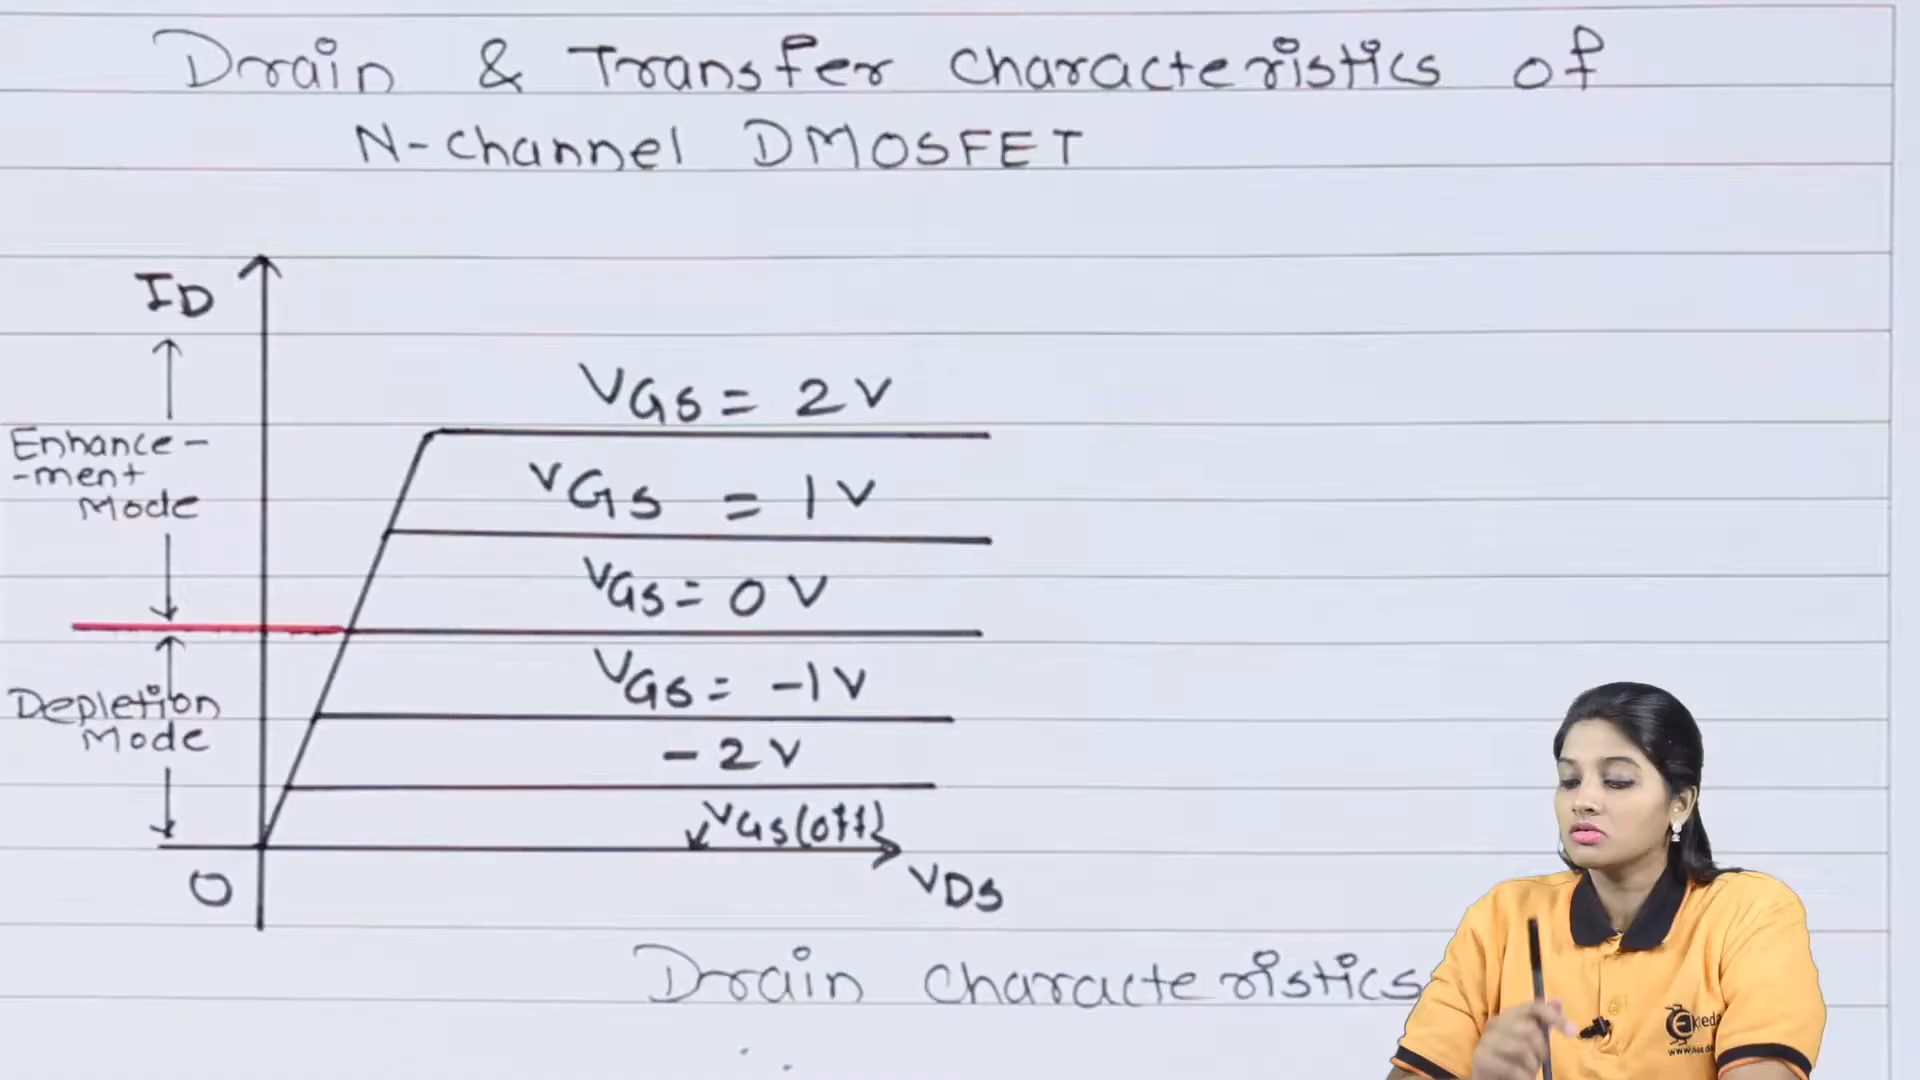 Drain & Transfer Characteristics of
N-Channel DMOSFET
ID
VGS = 2V
Enhance-
-ment
Mode
VGS = 1V
VGS = 0V
VGS = -1V
Depletion
Mode
-2V
VGS(Off)
O
VDS
Drain Characteristics